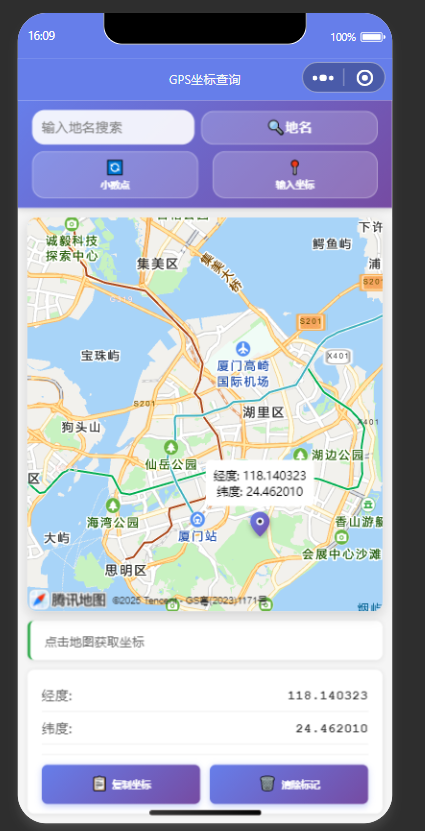 16:09
100%
GPS坐标查询
输入地名搜索
地名
小数点
输入坐标
下许
诚毅科技
探索中心
集美区
集美大桥
鳄鱼屿
浦
S201
S201
宝珠屿
厦门高崎
国际机场
X401
S201
湖里区
X401
狗头山
仙岳公园
湖边公园
区
经度: 118.140323
纬度: 24.462010
海湾公园
厦门站
香山游艇
大屿
会展中心沙滩
思明区
腾讯地图
©2025 Tencent - GS粤(2023)1171号
点击地图获取坐标
经度:
118.140323
纬度:
24.462010
复制坐标
清除标记